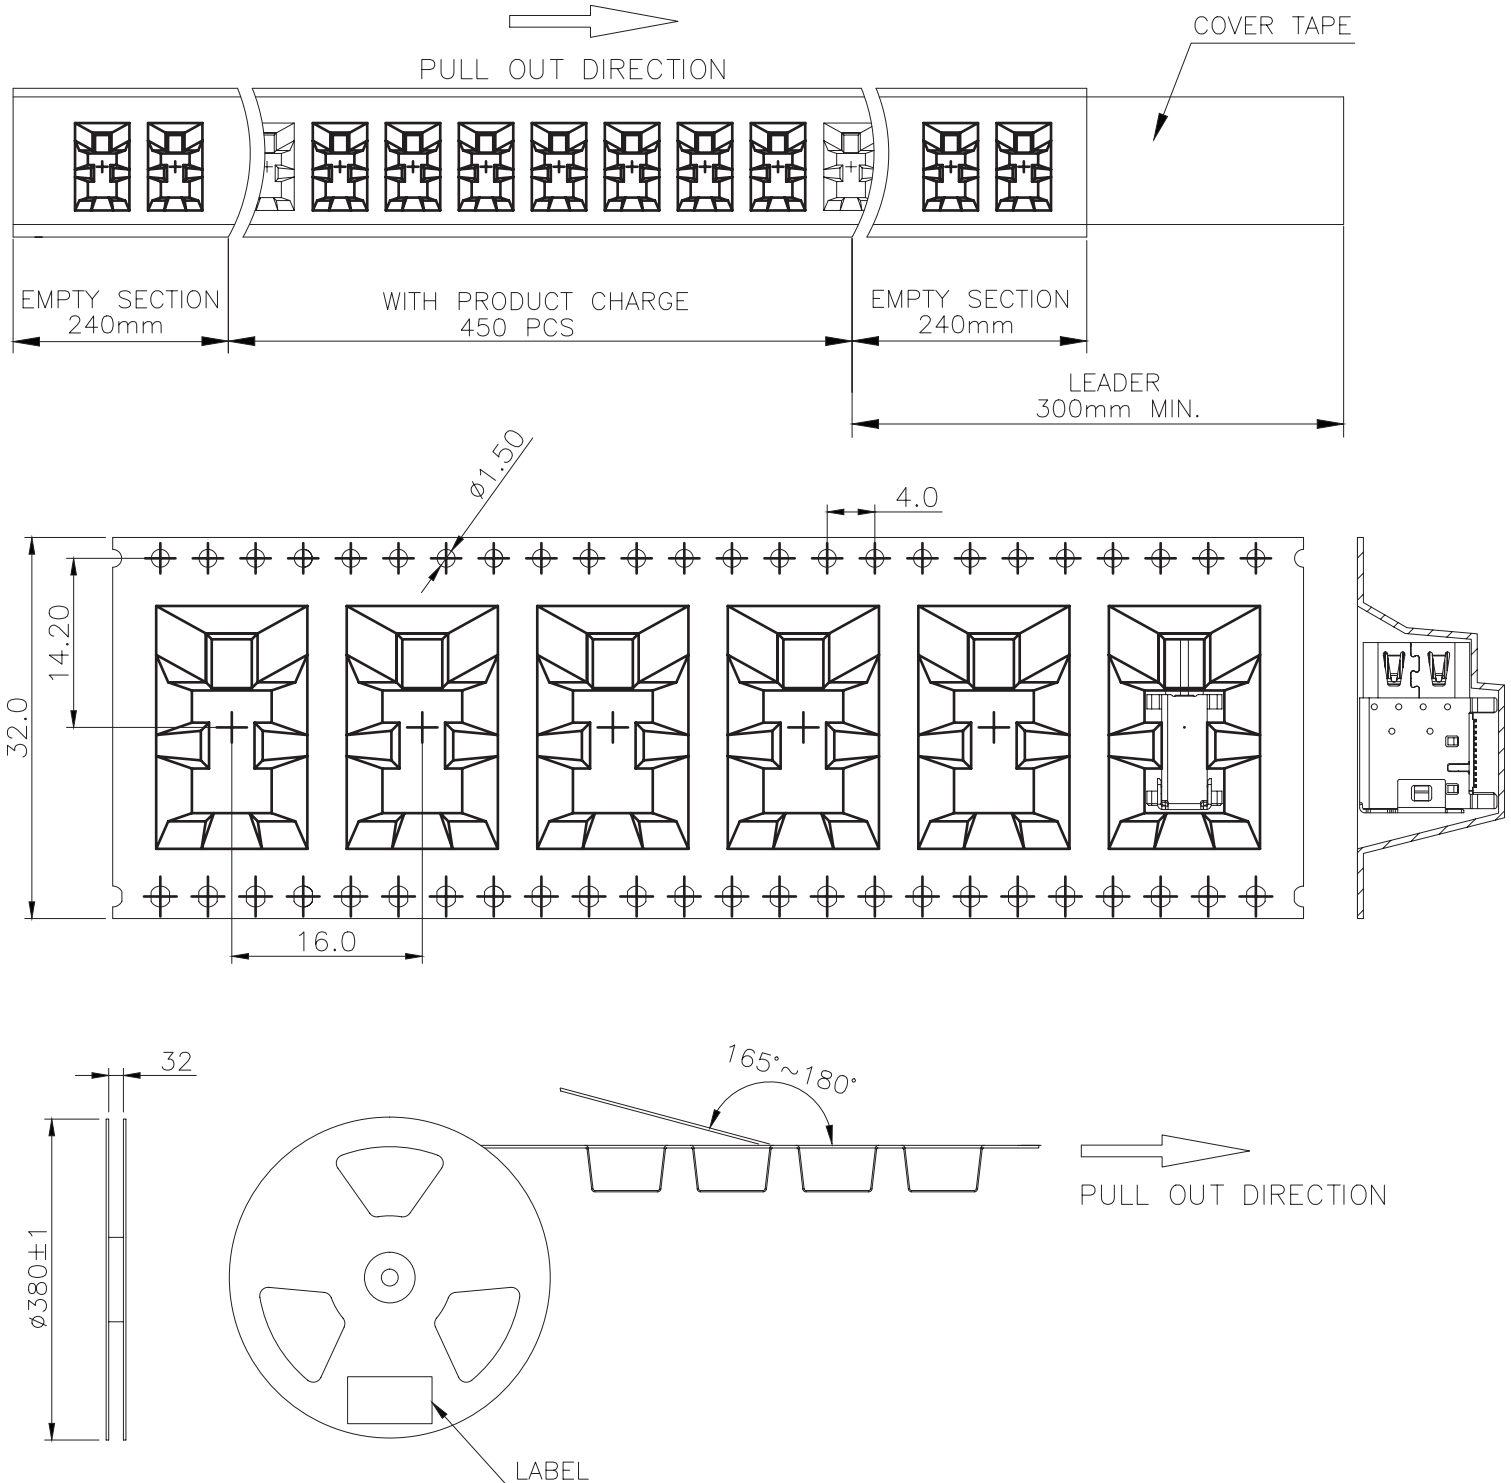 COVER TAPE
PULL OUT DIRECTION
EMPTY SECTION
240mm
WITH PRODUCT CHARGE
450 PCS
EMPTY SECTION
240mm
LEADER
300mm MIN.
ø1.50
4.0
14.20
32.0
16.0
32
165°~180°
PULL OUT DIRECTION
ø380±1
LABEL